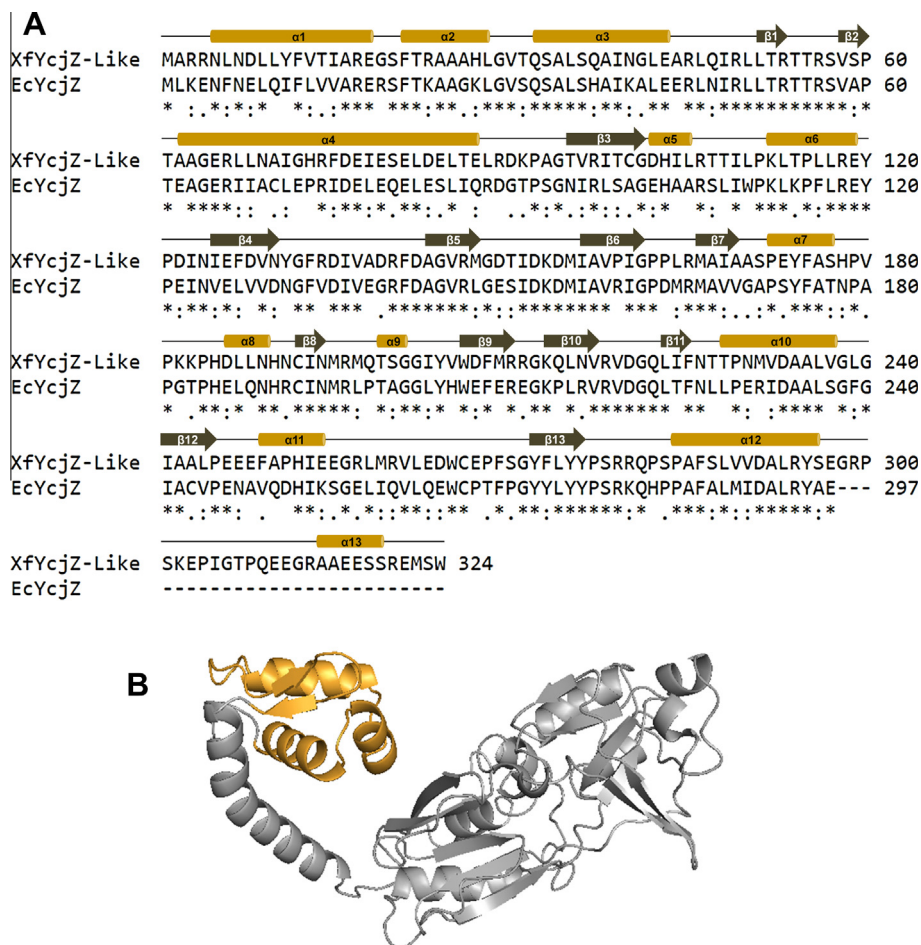 A
α1 α2 α3 β1 β2
XfYcjZ-Like MARRNLNDLLYFVTIAREGSFTRAAAHLGVTQSALSQAINGLEARLQIRLLTRTTRSVSP 60
EcYcjZ MLKENFNELQIFLVVARERSFTKAAGKLGVSQSALSHAIKALEERLNIRLLTRTTRSVAP 60
α4 β3 α5 α6
XfYcjZ-Like TAAGERLLNAIGHRFDEIESELDELTELRDKPAGTVRITCGDHILRTTILPKLTPLLREY 120
EcYcjZ TEAGERIIACLEPRIDELEQELESLIQRDGTPSGNIRLSAGEHAARSLIWPKLKPFLREY 120
β4 β5 β6 β7 α7
XfYcjZ-Like PDINIEFDVNYGFRDIVADRFDAGVRMGDTIDKDMIAVPIGPPLRMAIAASPEYFASHPV 180
EcYcjZ PEINVELVVDNGFVDIVEGRFDAGVRLGESIDKDMIAVRIGPDMRMAVVGAPSYFATNPA 180
α8 β8 α9 β9 β10 β11 α10
XfYcjZ-Like PKKPHDLLNHNCINMRMQTSGGIYVWDFMRRGKQLNVRVDGQLIFNTTPNMVDAALVGLG 240
EcYcjZ PGTPHELQNHRCINMRLPTAGGLYHWEFEREGKPLRVRVDGQLTFNLLPERIDAALSGFG 240
β12 α11 β13 α12
XfYcjZ-Like IAALPEEEFAPHIEEGRLMRVLEDWCEPFSGYFLYYPSRRQPSPAFSLVVDALRYSEGRP 300
EcYcjZ IACVPENAVQDHIKSGELIQVLQEWCPTFPGYYLYYPSRKQHPPAFALMIDALRYAE--- 297
α13
XfYcjZ-Like SKEPIGTPQEEGRAAEESSREMSW 324
EcYcjZ ------------------------
B